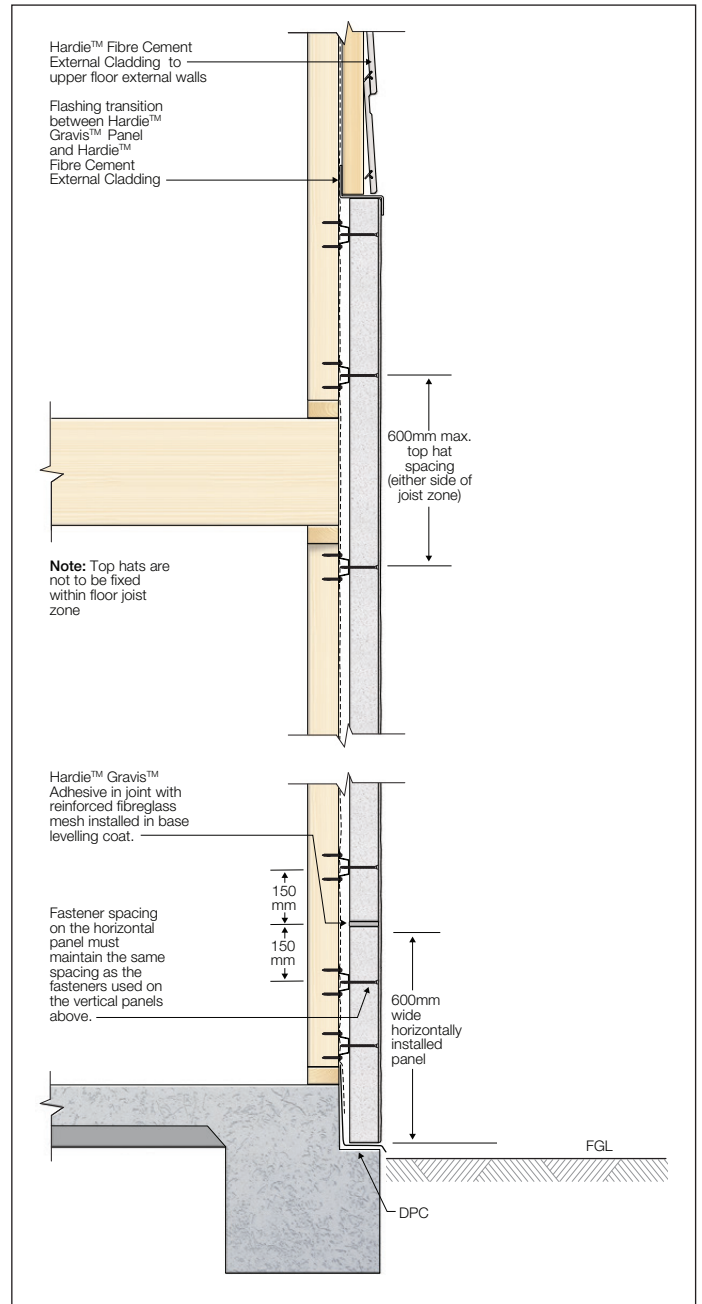 Hardie™ Fibre Cement
External Cladding to
upper floor external walls
Flashing transition
between Hardie™
Gravis™ Panel
and Hardie™
Fibre Cement
External Cladding
600mm max.
top hat
spacing
(either side of
joist zone)
Note: Top hats are
not to be fixed
within floor joist
zone
Hardie™ Gravis™
Adhesive in joint with
reinforced fibreglass
mesh installed in base
levelling coat.
150
mm
150
mm
Fastener spacing
on the horizontal
panel must
maintain the same
spacing as the
fasteners used on
the vertical panels
above.
600mm
wide
horizontally
installed
panel
FGL
DPC